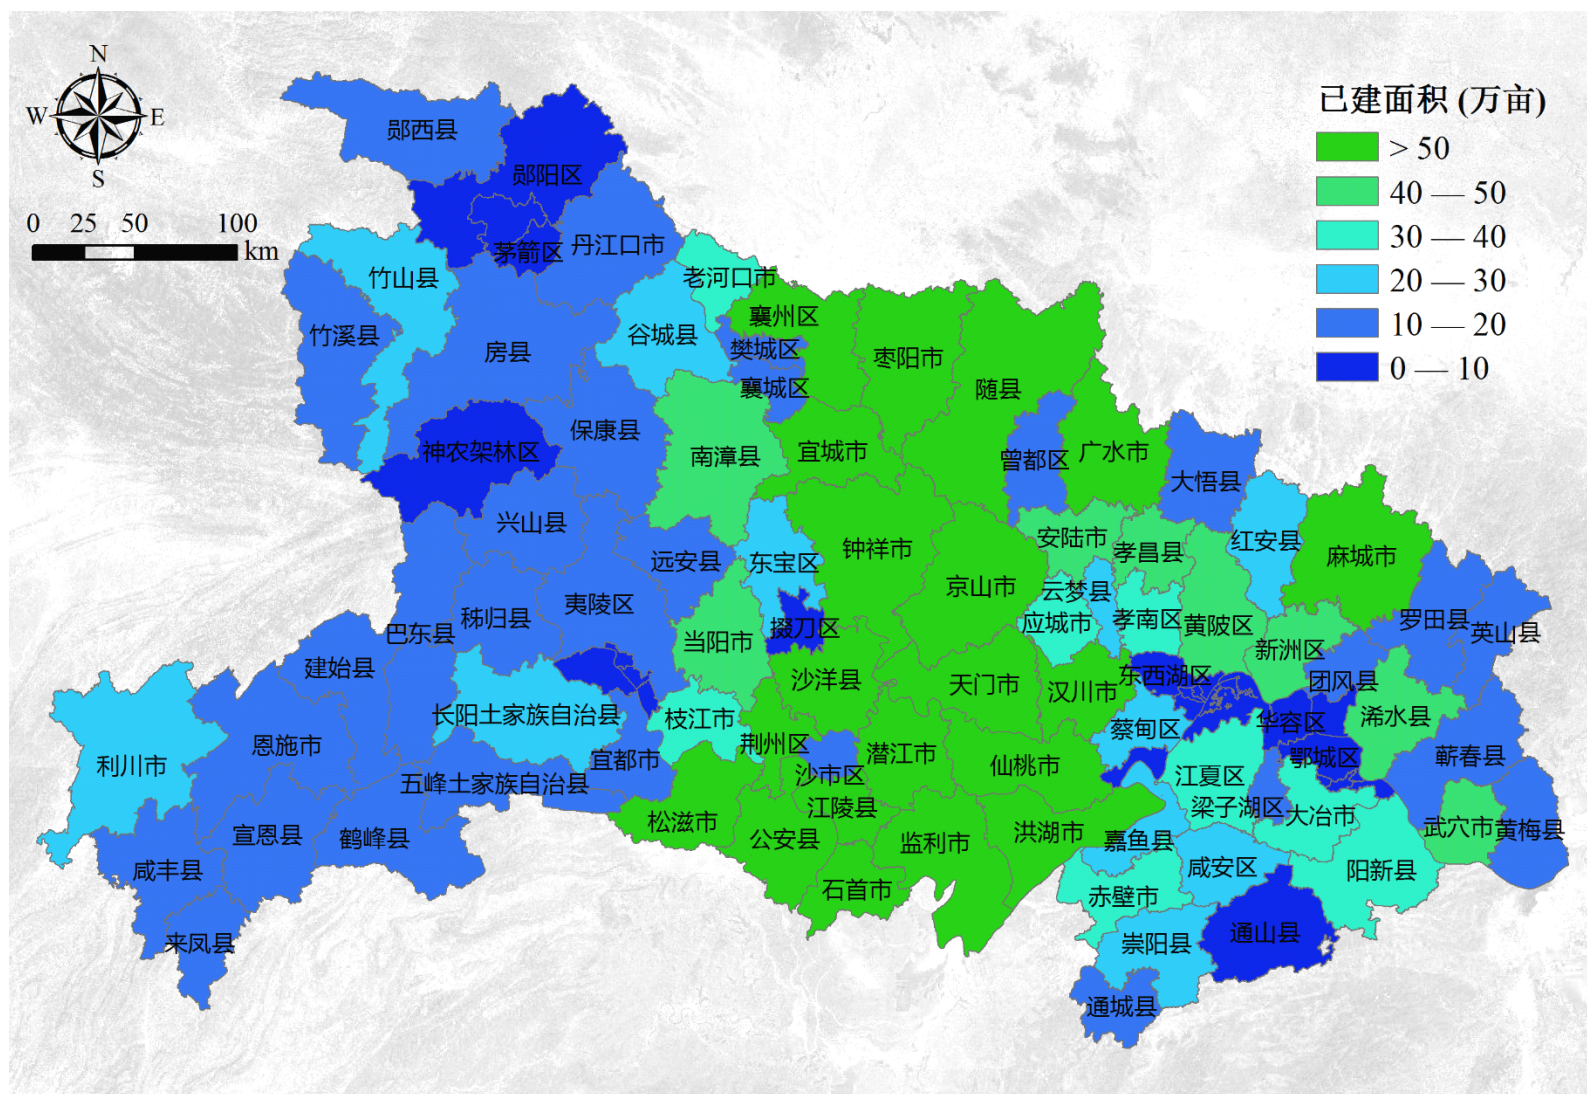 N
W
E
S
0 25 50 100
km
已建面积 (万亩)
> 50
40 — 50
30 — 40
20 — 30
10 — 20
0 — 10
郧西县
郧阳区
茅箭区
丹江口市
竹山县
老河口市
竹溪县
房县
谷城县
襄州区
樊城区
枣阳市
襄城区
随县
神农架林区
保康县
南漳县
宜城市
曾都区
广水市
大悟县
兴山县
远安县
东宝区
钟祥市
安陆市
孝昌县
红安县
麻城市
秭归县
夷陵区
京山市
云梦县
巴东县
当阳市
掇刀区
应城市
孝南区
黄陂区
罗田县
英山县
新洲区
建始县
沙洋县
天门市
汉川市
东西湖区
团风县
长阳土家族自治县
枝江市
蔡甸区
华容区
浠水县
恩施市
荆州区
利川市
宜都市
沙市区
潜江市
仙桃市
江夏区
鄂城区
蕲春县
五峰土家族自治县
江陵县
梁子湖区
大冶市
宣恩县
鹤峰县
松滋市
公安县
监利市
洪湖市
嘉鱼县
武穴市
黄梅县
咸丰县
石首市
咸安区
阳新县
赤壁市
来凤县
崇阳县
通山县
通城县